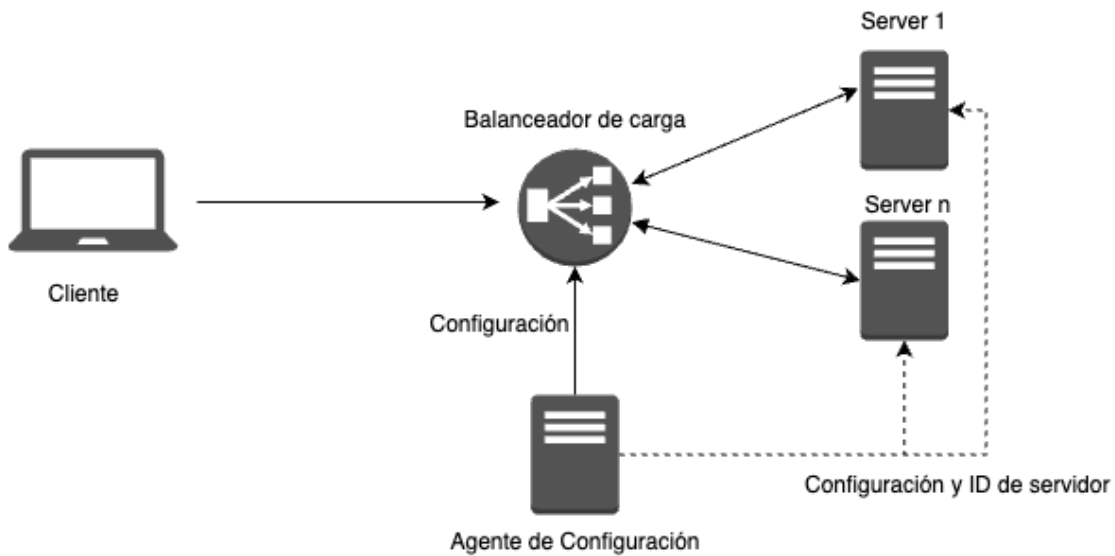 Server 1
Balanceador de carga
Server n
Cliente
Configuración
Configuración y ID de servidor
Agente de Configuración